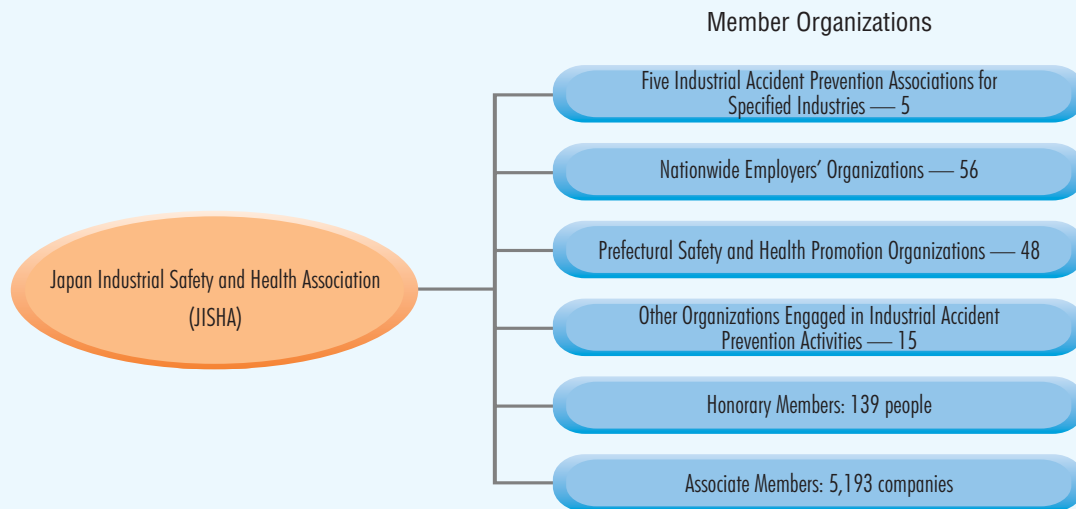 Member Organizations
Five Industrial Accident Prevention Associations for
Specified Industries — 5
Nationwide Employers’ Organizations — 56
Prefectural Safety and Health Promotion Organizations — 48
Japan Industrial Safety and Health Association
(JISHA)
Other Organizations Engaged in Industrial Accident
Prevention Activities — 15
Honorary Members: 139 people
Associate Members: 5,193 companies